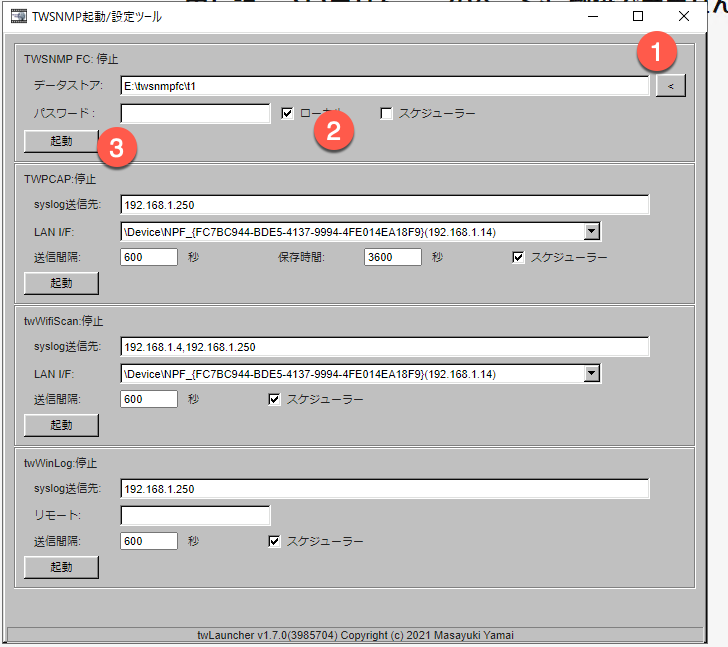 TWSNMP起動/設定ツール
1
TWSNMP FC: 停止
データストア: E:\twsnmpfc\t1 <
パスワード: スケジューラー
2
起動 3
TWPCAP:停止
syslog送信先: 192.168.1.250
LAN I/F: \Device\NPF_{FC7BC944-BDE5-4137-9994-4FE014EA18F9}(192.168.1.14)
送信間隔: 600 秒 保存時間: 3600 秒 スケジューラー
起動
twWifiScan:停止
syslog送信先: 192.168.1.4,192.168.1.250
LAN I/F: \Device\NPF_{FC7BC944-BDE5-4137-9994-4FE014EA18F9}(192.168.1.14)
送信間隔: 600 秒 スケジューラー
起動
twWinLog:停止
syslog送信先: 192.168.1.250
リモート:
送信間隔: 600 秒 スケジューラー
起動
twLauncher v1.7.0(3985704) Copyright (c) 2021 Masayuki Yamai